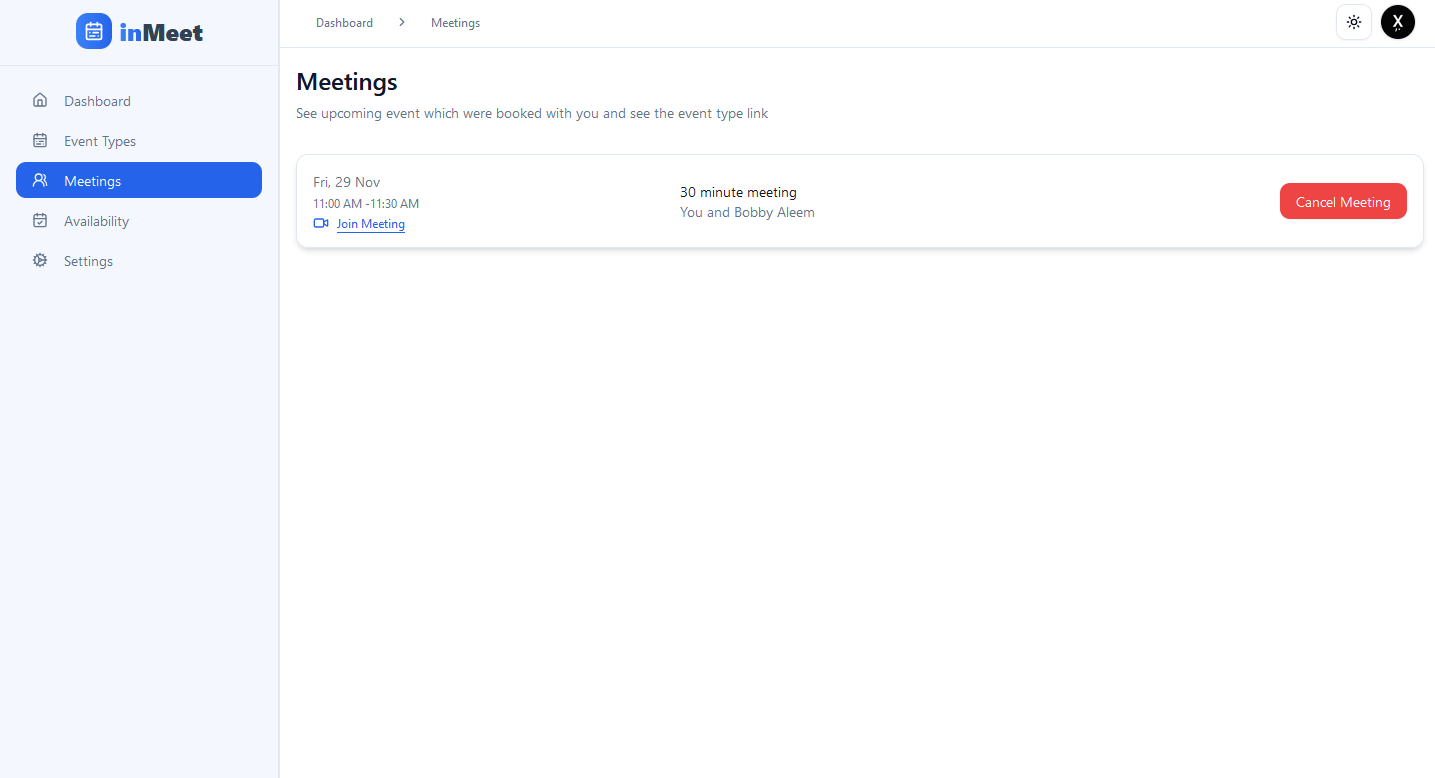 inMeet
Dashboard
Event Types
Meetings
Availability
Settings
Dashboard > Meetings
X
Meetings
See upcoming event which were booked with you and see the event type link
Fri, 29 Nov
11:00 AM -11:30 AM
Join Meeting
30 minute meeting
You and Bobby Aleem
Cancel Meeting